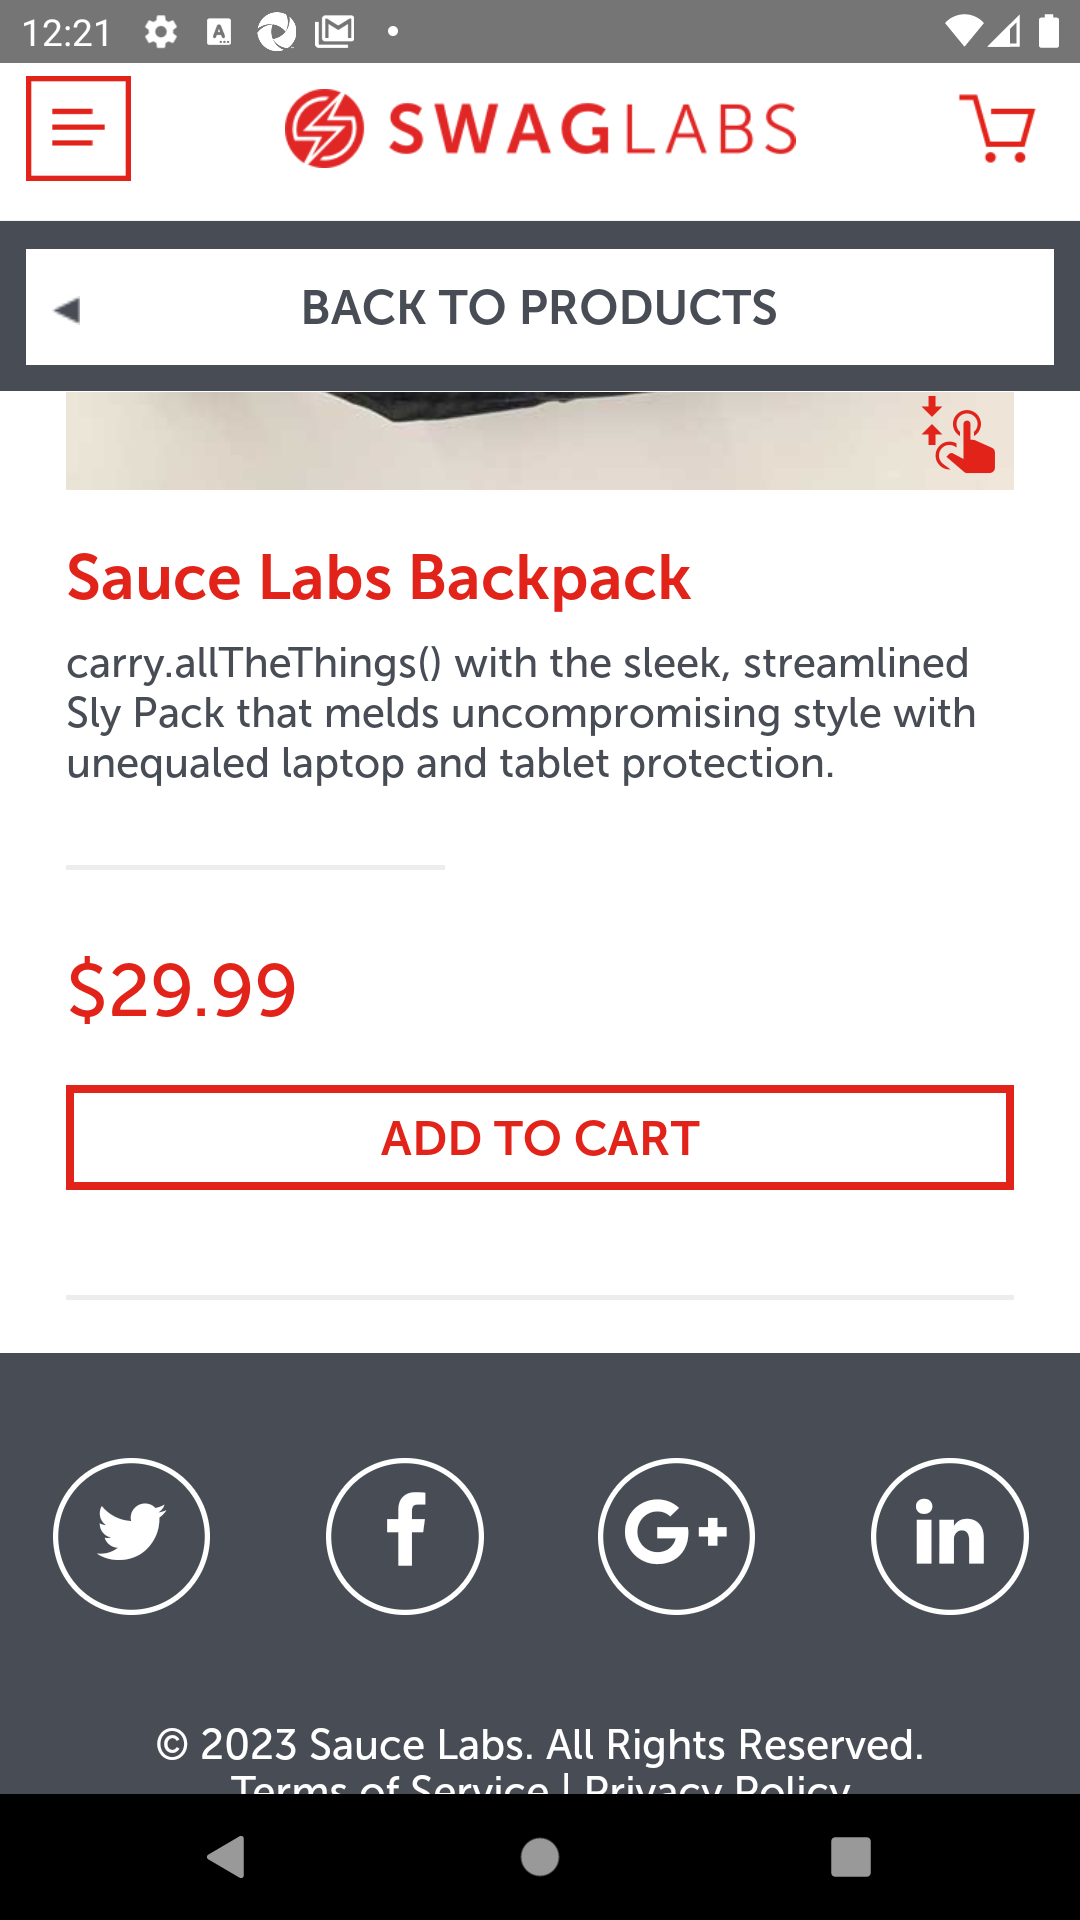 12:21
SWAGLABS
BACK TO PRODUCTS
Sauce Labs Backpack
carry.allTheThings() with the sleek, streamlined
Sly Pack that melds uncompromising style with
unequaled laptop and tablet protection.
$29.99
ADD TO CART
© 2023 Sauce Labs. All Rights Reserved.
Terms of Service | Privacy Policy